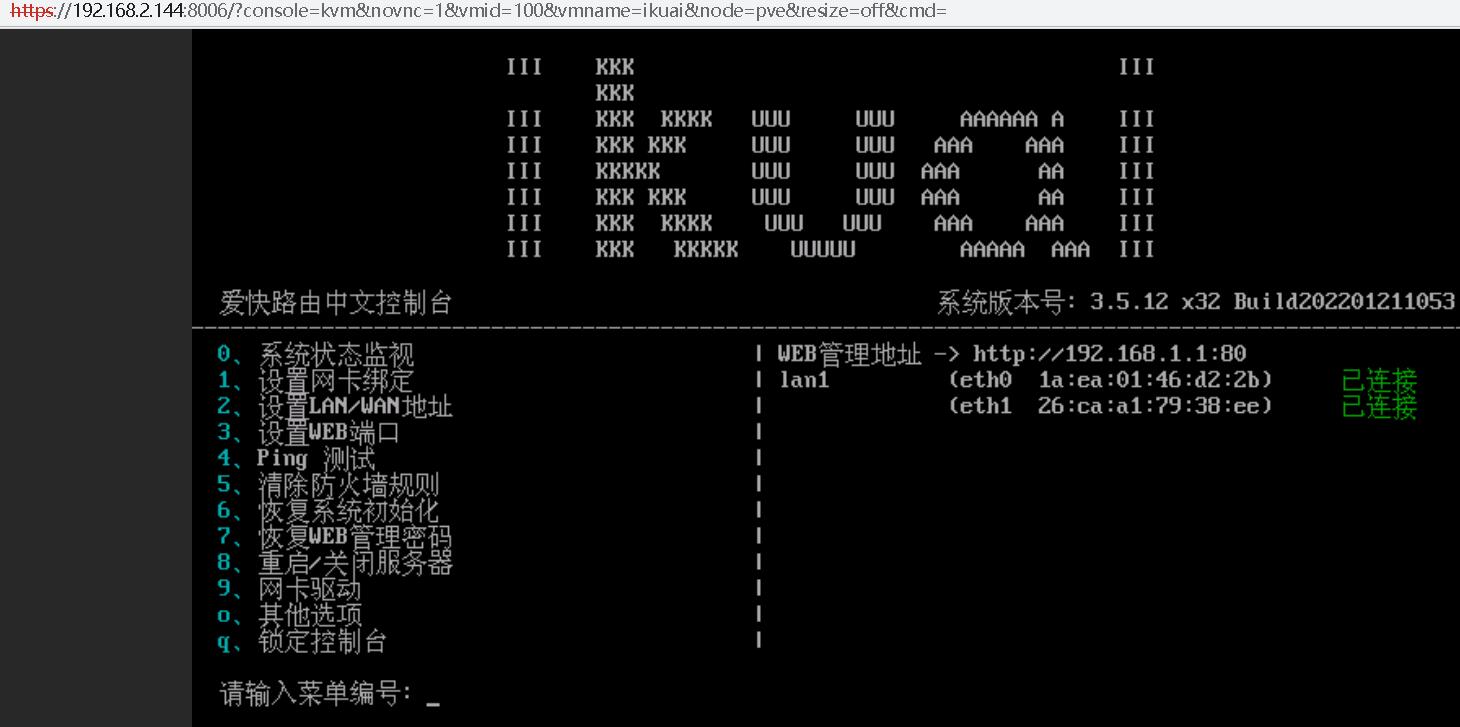 https://192.168.2.144:8006/?console=kvm&novnc=1&vmid=100&vmname=ikuai&node=pve&resize=off&cmd=
III KKK III
KKK
III KKK KKKK UUU UUU AAAAAA A III
III KKK KKK UUU UUU AAA AAA III
III KKKKK UUU UUU AAA AA III
III KKK KKK UUU UUU AAA AA III
III KKK KKKK UUU UUU AAA AAA III
III KKK KKKKK UUUUU AAAAA AAA III
爱快路由中文控制台 系统版本号: 3.5.12 x32 Build202201211053
0、系统状态监视 | WEB管理地址 -> http://192.168.1.1:80
1、设置网卡绑定 | lan1 (eth0 1a:ea:01:46:d2:2b) 已连接
2、设置LAN/WAN地址 | (eth1 26:ca:a1:79:38:ee) 已连接
3、设置WEB端口 |
4、Ping 测试 |
5、清除防火墙规则 |
6、恢复系统初始化 |
7、恢复WEB管理密码 |
8、重启/关闭服务器 |
9、网卡驱动 |
o、其他选项 |
q、锁定控制台 |
请输入菜单编号: _